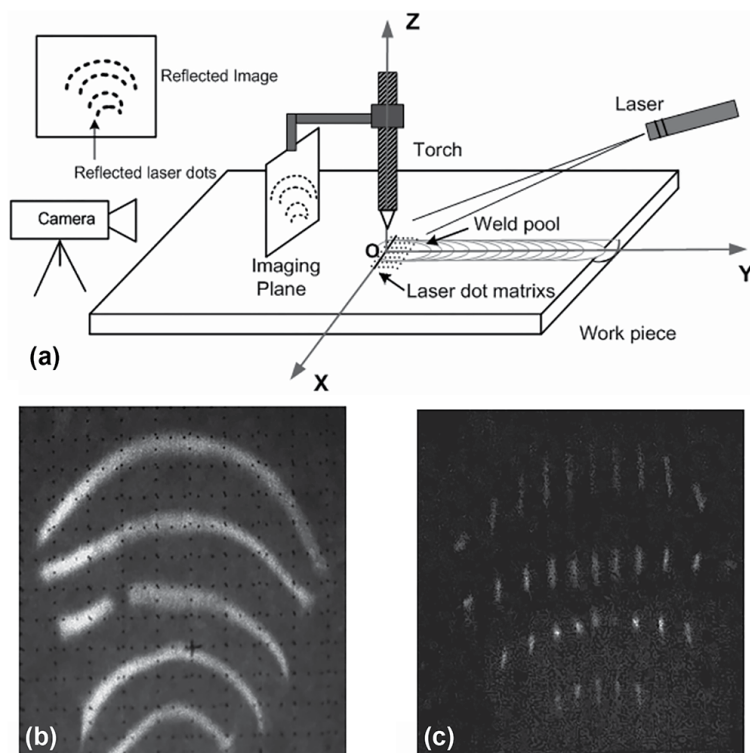 Z
Reflected Image
Laser
Torch
Reflected laser dots
Camera
Weld pool
O
Imaging
Plane
Y
Laser dot matrixs
Work piece
(a)
X
(b)
(c)